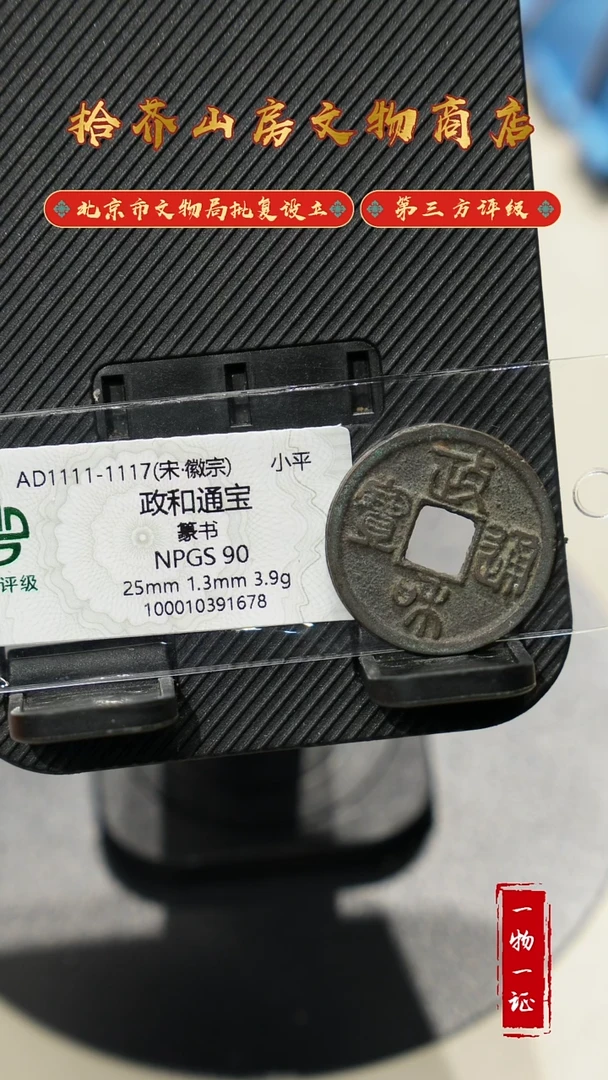 拾芥山房文物商店
北京市文物局批复设立 第三方评级
AD1111-1117(宋·徽宗) 小平
政和通宝
篆书
NPGS 90
25mm 1.3mm 3.9g
100010391678
评级
政和通寳
一物一证